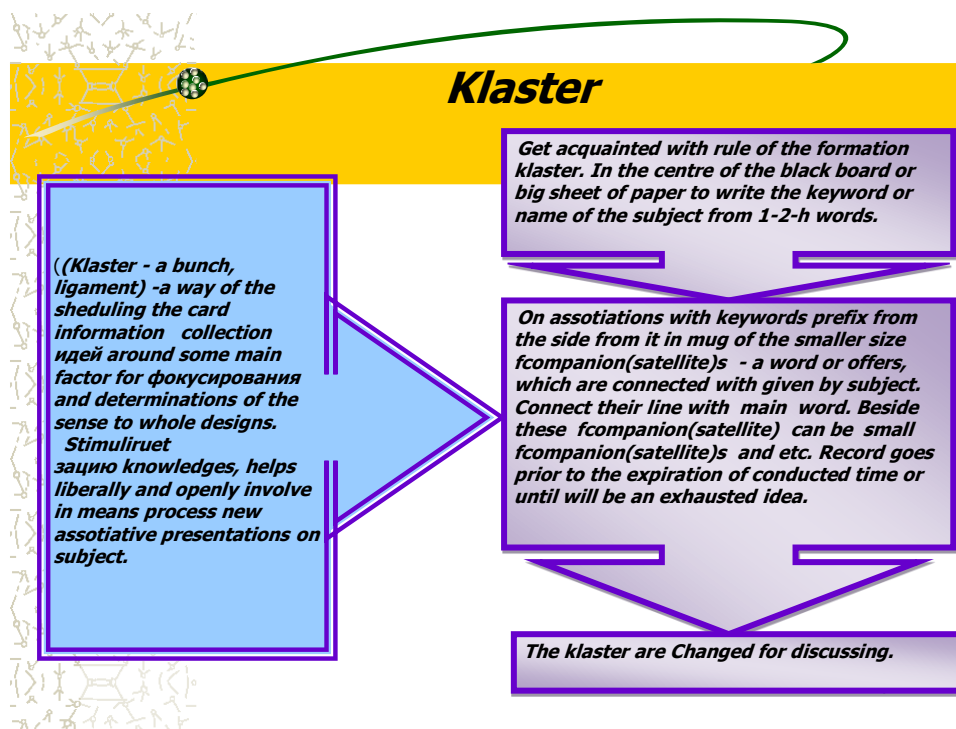 Klaster
((Klaster - a bunch,
ligament) -a way of the
sheduling the card
information collection
идей around some main
factor for фокусирования
and determinations of the
sense to whole designs.
Stimuliruet
зацию knowledges, helps
liberally and openly involve
in means process new
assotiative presentations on
subject.
Get acquainted with rule of the formation
klaster. In the centre of the black board or
big sheet of paper to write the keyword or
name of the subject from 1-2-h words.
On assotiations with keywords prefix from
the side from it in mug of the smaller size
fcompanion(satellite)s - a word or offers,
which are connected with given by subject.
Connect their line with main word. Beside
these fcompanion(satellite) can be small
fcompanion(satellite)s and etc. Record goes
prior to the expiration of conducted time or
until will be an exhausted idea.
The klaster are Changed for discussing.